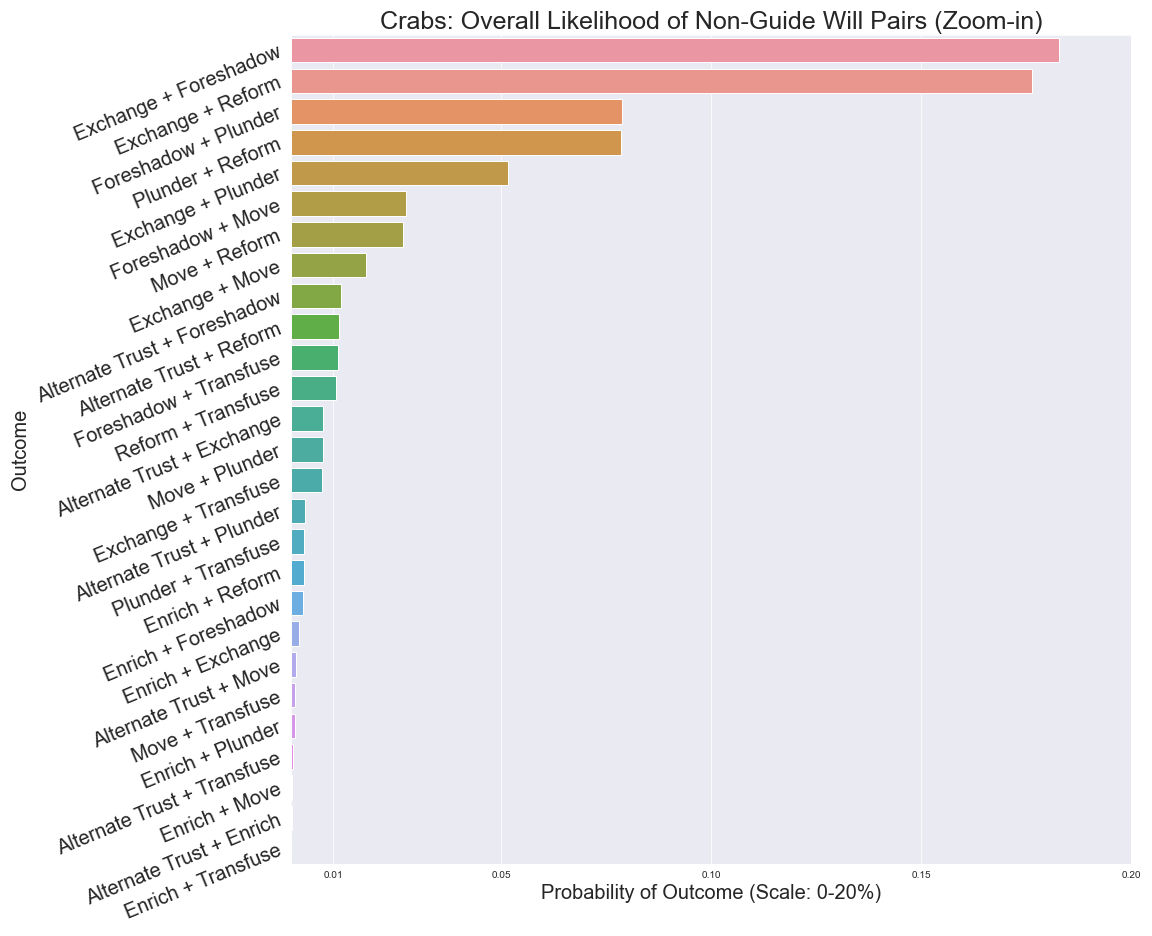 Crabs: Overall Likelihood of Non-Guide Will Pairs (Zoom-in)
Exchange + Foreshadow
Exchange + Reform
Foreshadow + Plunder
Plunder + Reform
Exchange + Plunder
Foreshadow + Move
Move + Reform
Exchange + Move
Alternate Trust + Foreshadow
Alternate Trust + Reform
Foreshadow + Transfuse
Reform + Transfuse
Alternate Trust + Exchange
Move + Plunder
Exchange + Transfuse
Alternate Trust + Plunder
Plunder + Transfuse
Enrich + Reform
Enrich + Foreshadow
Enrich + Exchange
Alternate Trust + Move
Move + Transfuse
Enrich + Plunder
Alternate Trust + Transfuse
Enrich + Move
Alternate Trust + Enrich
Enrich + Transfuse
Outcome
0.01 0.05 0.10 0.15 0.20
Probability of Outcome (Scale: 0-20%)